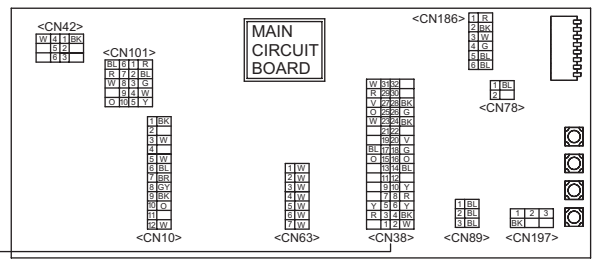 <CN42>
W 4 1 BK
5 2
6 3
<CN101>
BL 6 1 R
R 7 2 BL
W 8 3 G
9 4 W
O 10 5 Y
MAIN
CIRCUIT
BOARD
<CN186>
1 R
2 BK
3 W
4 G
5 BL
6 BL
1 BL
2
<CN78>
1 BK
2
3 W
4
5 W
6 BL
7 BR
8 GY
9 BK
10 O
11
12 W
<CN10>
1 W
2 W
3 W
4 W
5 W
6 W
7 W
<CN63>
W 31 32
R 29 30
V 27 28 BK
O 25 26 G
W 23 24 BK
21 22
19 20 V
BL 17 18 G
O 15 16 O
13 14 BL
11 12
9 10 Y
7 8 R
Y 5 6 Y
R 3 4 BK
1 2 W
<CN38>
1 BL
2 BL
3 BL
<CN89>
1 2 3
BK
<CN197>